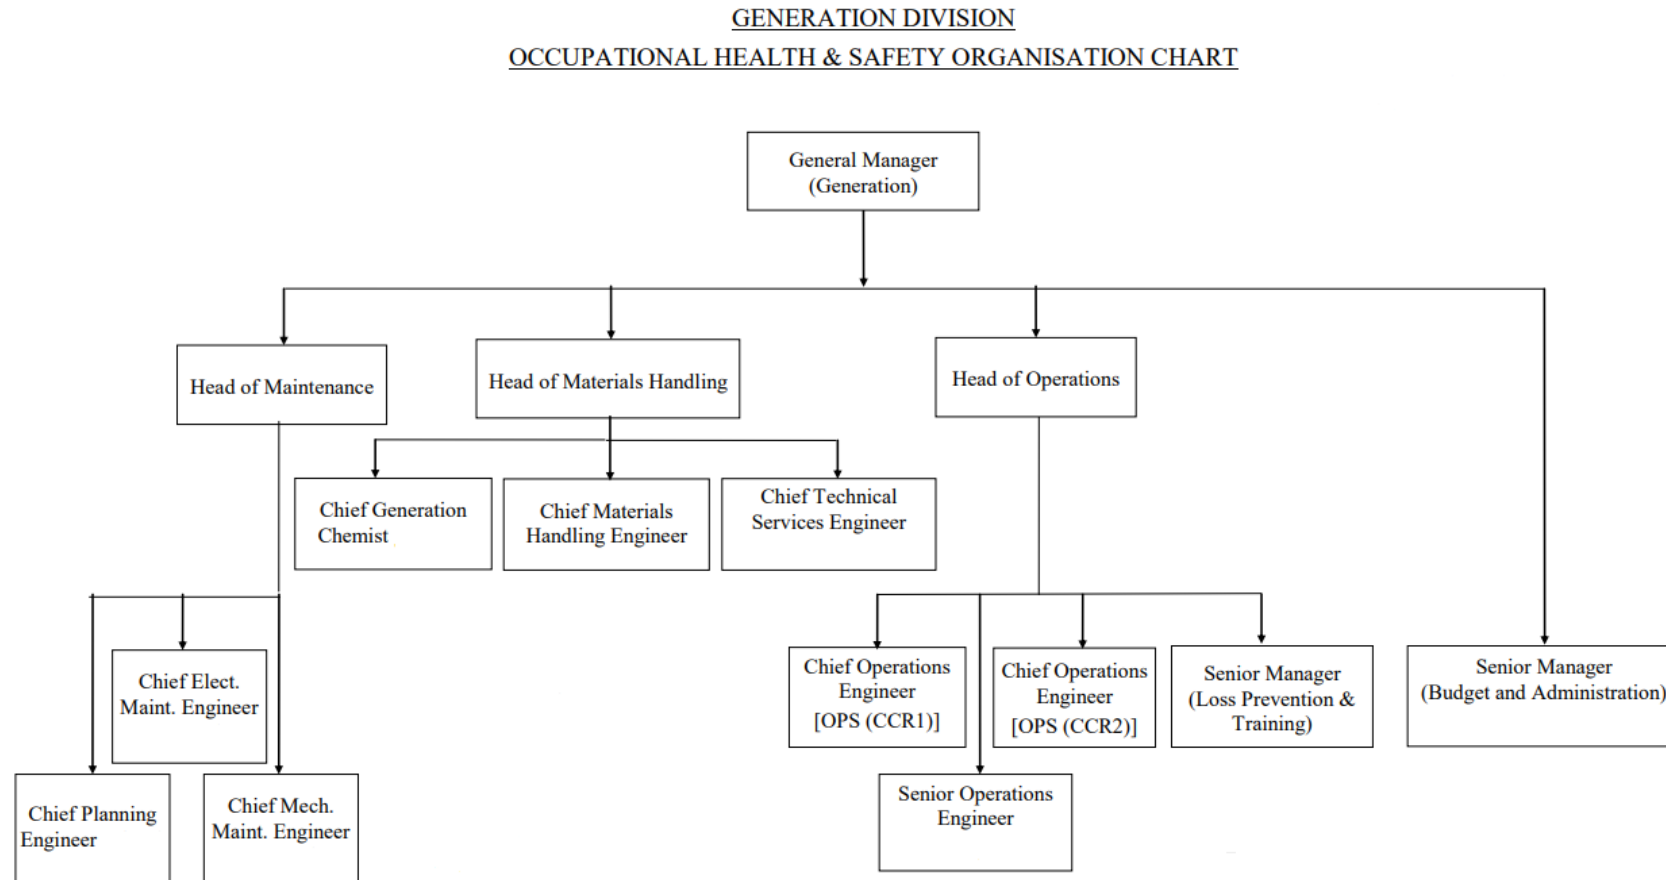 GENERATION DIVISION
OCCUPATIONAL HEALTH & SAFETY ORGANISATION CHART
General Manager
(Generation)
Head of Maintenance
Head of Materials Handling
Head of Operations
Chief Generation
Chemist
Chief Materials
Handling Engineer
Chief Technical
Services Engineer
Chief Elect.
Maint. Engineer
Chief Planning
Engineer
Chief Mech.
Maint. Engineer
Chief Operations
Engineer
[OPS (CCR1)]
Chief Operations
Engineer
[OPS (CCR2)]
Senior Manager
(Loss Prevention &
Training)
Senior Manager
(Budget and Administration)
Senior Operations
Engineer